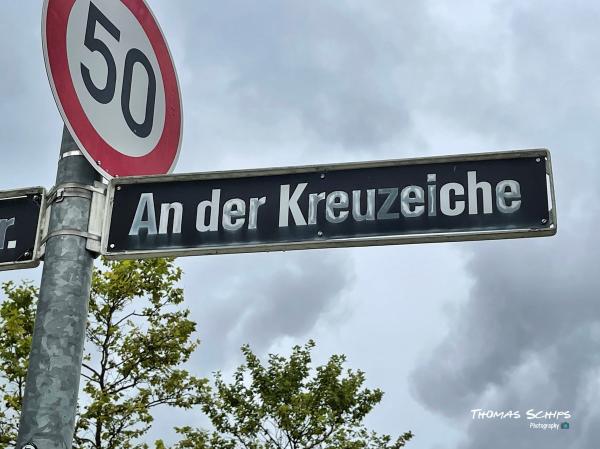 50
An der Kreuzeiche
r.
THOMAS SCHIPS
Photography